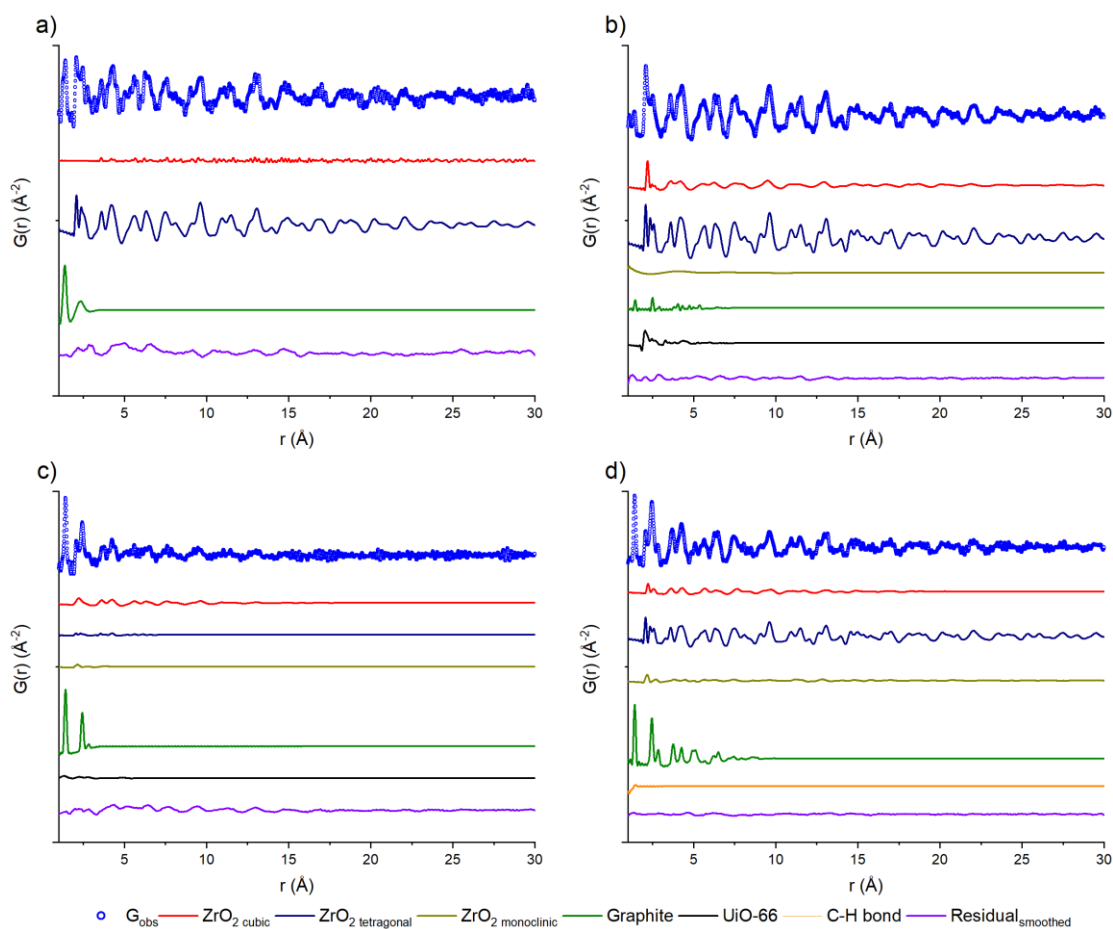 a)
G(r) (Å⁻²)
5 10 15 20 25 30
r (Å)
b)
G(r) (Å⁻²)
5 10 15 20 25 30
r (Å)
c)
G(r) (Å⁻²)
5 10 15 20 25 30
r (Å)
d)
G(r) (Å⁻²)
5 10 15 20 25 30
r (Å)
G_obs ZrO₂ cubic ZrO₂ tetragonal ZrO₂ monoclinic Graphite UiO-66 C-H bond Residual_smoothed